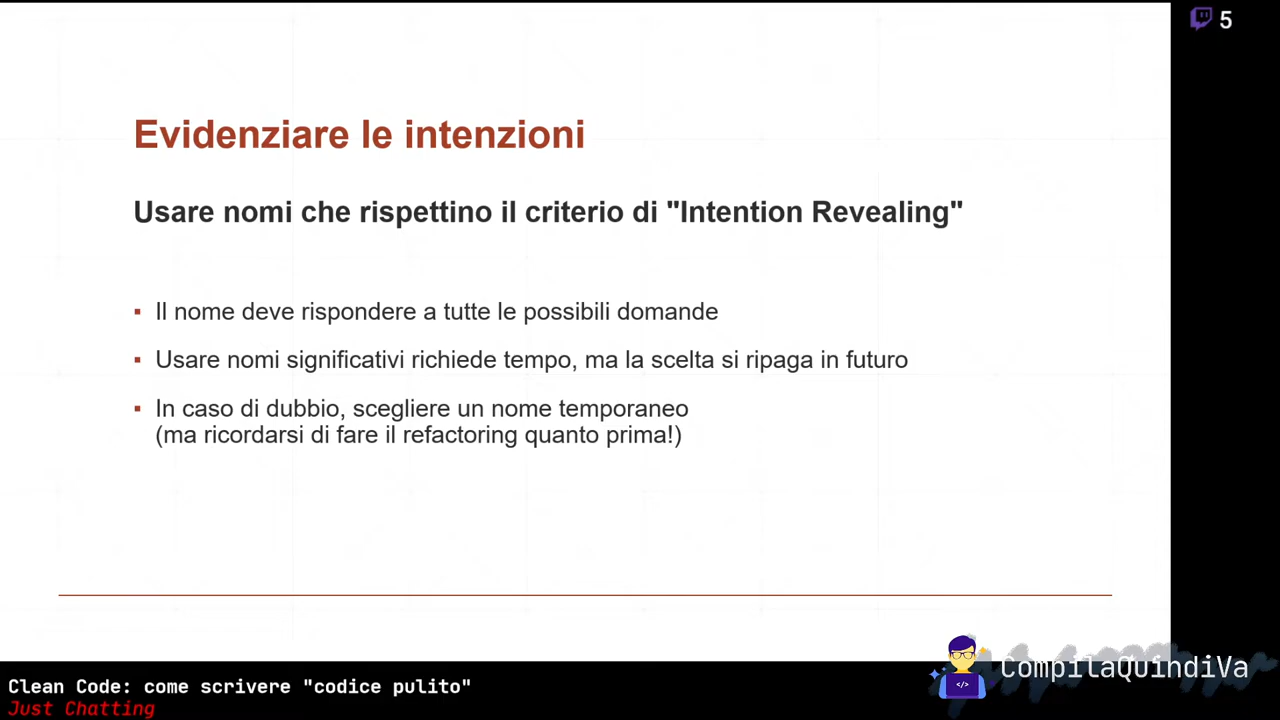 5
Evidenziare le intenzioni
Usare nomi che rispettino il criterio di "Intention Revealing"
Il nome deve rispondere a tutte le possibili domande
Usare nomi significativi richiede tempo, ma la scelta si ripaga in futuro
In caso di dubbio, scegliere un nome temporaneo
(ma ricordarsi di fare il refactoring quanto prima!)
</>
CompilaQuindiVa
Clean Code: come scrivere "codice pulito"
Just Chatting